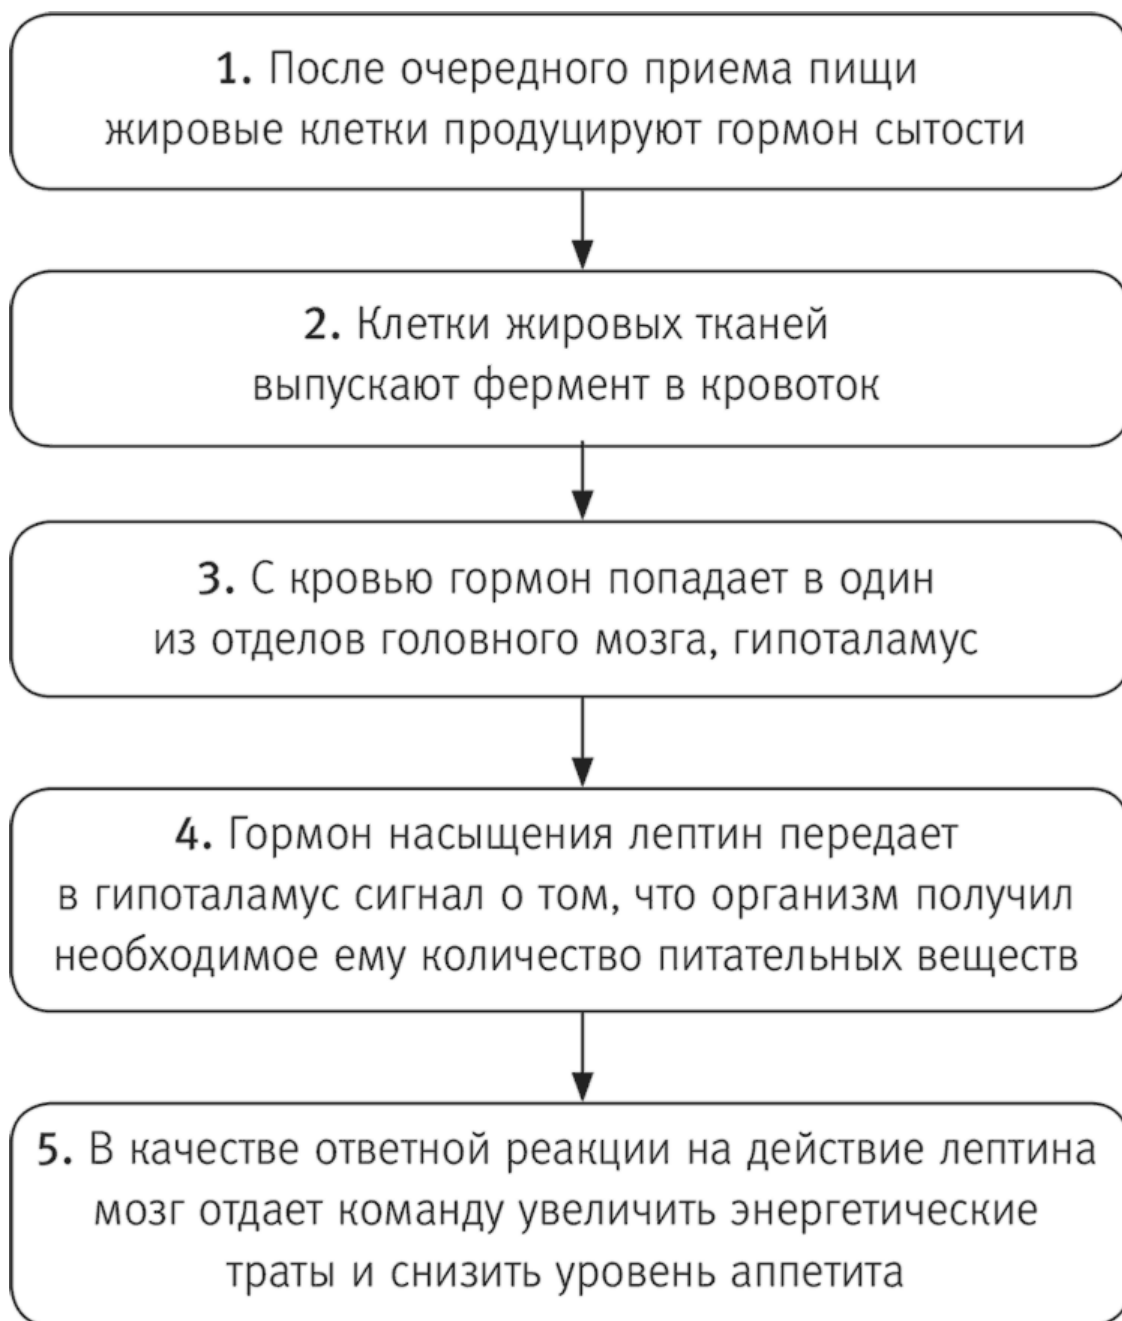 1. После очередного приема пищи
жировые клетки продуцируют гормон сытости
2. Клетки жировых тканей
выпускают фермент в кровоток
3. С кровью гормон попадает в один
из отделов головного мозга, гипоталамус
4. Гормон насыщения лептин передает
в гипоталамус сигнал о том, что организм получил
необходимое ему количество питательных веществ
5. В качестве ответной реакции на действие лептина
мозг отдает команду увеличить энергетические
траты и снизить уровень аппетита